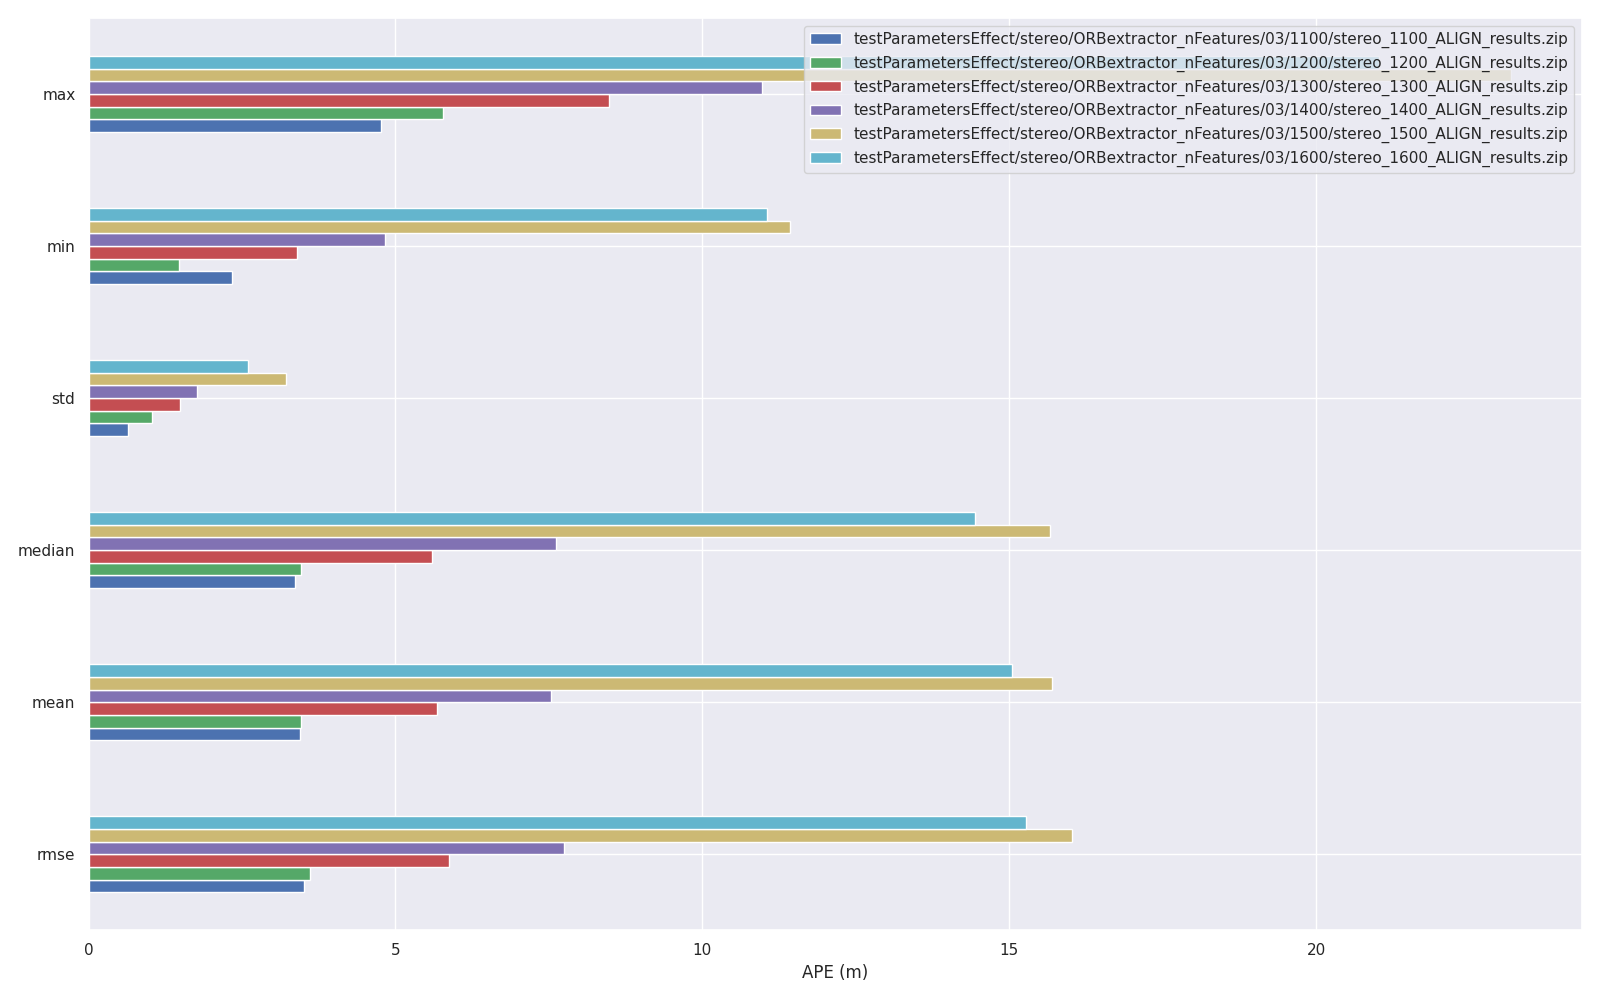 testParametersEffect/stereo/ORBextractor_nFeatures/03/1100/stereo_1100_ALIGN_results.zip
testParametersEffect/stereo/ORBextractor_nFeatures/03/1200/stereo_1200_ALIGN_results.zip
testParametersEffect/stereo/ORBextractor_nFeatures/03/1300/stereo_1300_ALIGN_results.zip
testParametersEffect/stereo/ORBextractor_nFeatures/03/1400/stereo_1400_ALIGN_results.zip
testParametersEffect/stereo/ORBextractor_nFeatures/03/1500/stereo_1500_ALIGN_results.zip
testParametersEffect/stereo/ORBextractor_nFeatures/03/1600/stereo_1600_ALIGN_results.zip
max
min
std
median
mean
rmse
0 5 10 15 20
APE (m)